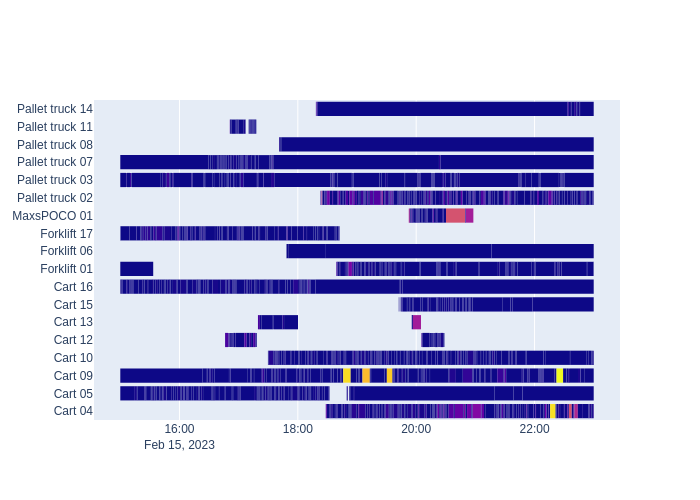 Pallet truck 14
Pallet truck 11
Pallet truck 08
Pallet truck 07
Pallet truck 03
Pallet truck 02
MaxsPOCO 01
Forklift 17
Forklift 06
Forklift 01
Cart 16
Cart 15
Cart 13
Cart 12
Cart 10
Cart 09
Cart 05
Cart 04
16:00 18:00 20:00 22:00
Feb 15, 2023